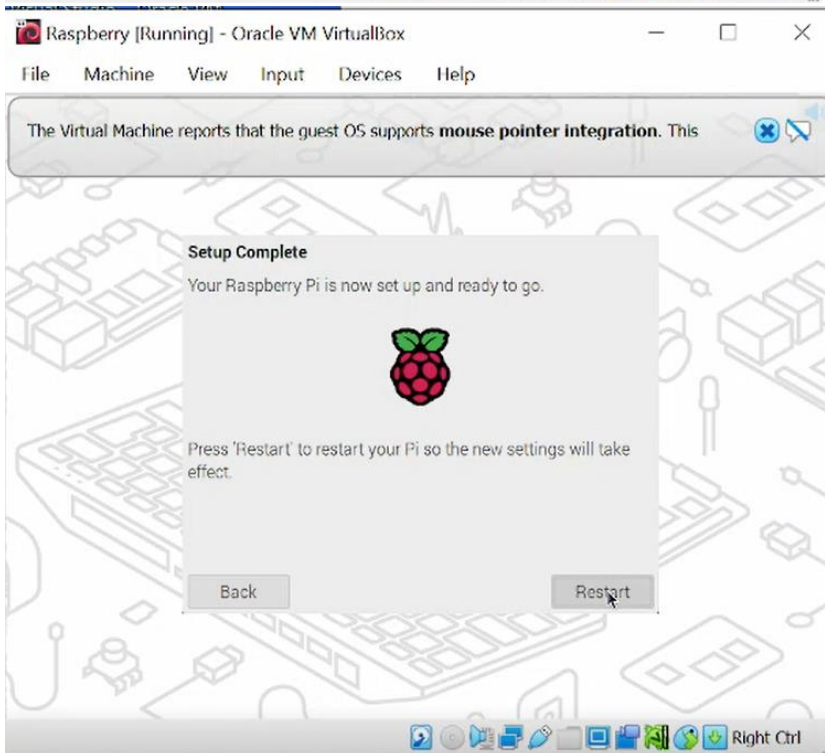 Raspberry [Running] - Oracle VM VirtualBox
File Machine View Input Devices Help
The Virtual Machine reports that the guest OS supports mouse pointer integration. This
Setup Complete
Your Raspberry Pi is now set up and ready to go.
Press 'Restart' to restart your Pi so the new settings will take
effect.
Back Restart
Right Ctrl